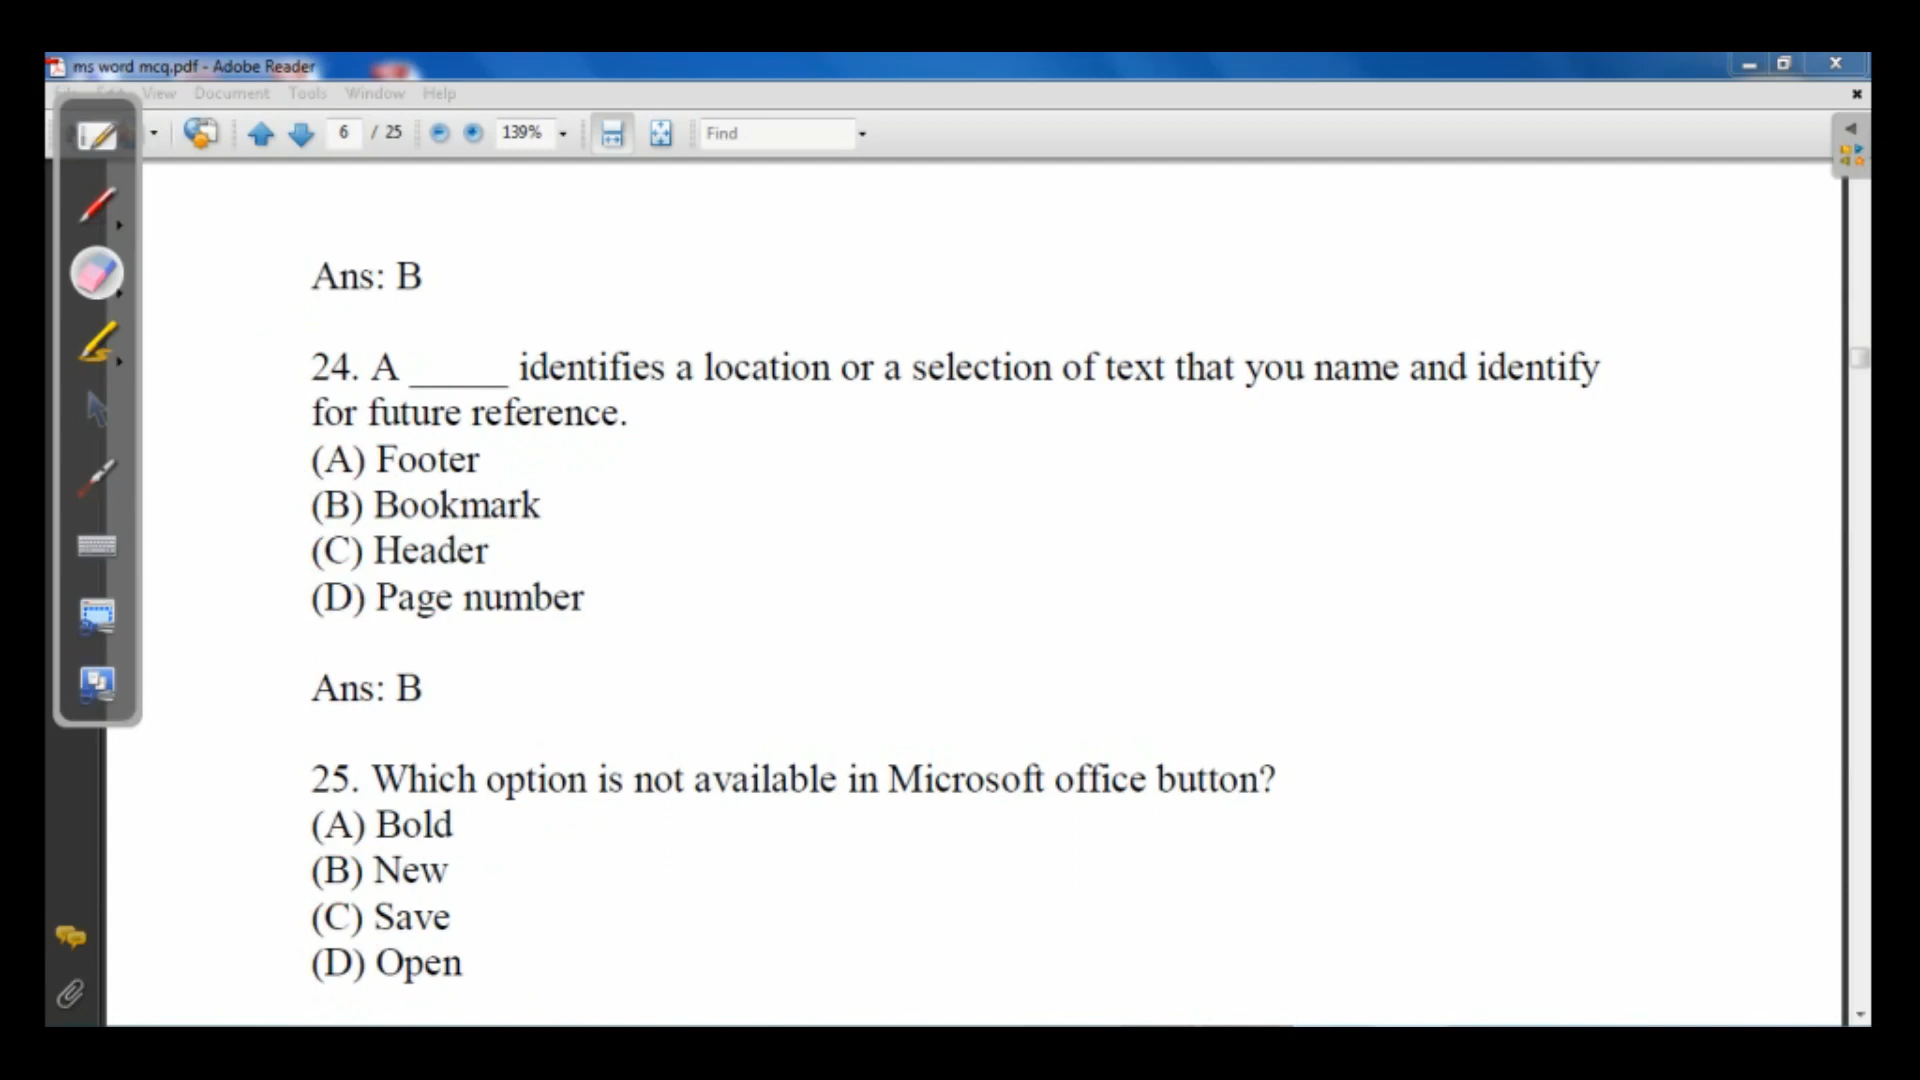 ms word mcq.pdf - Adobe Reader
View Document Tools Window Help
6 / 25 139% Find
Ans: B
24. A _____ identifies a location or a selection of text that you name and identify
for future reference.
(A) Footer
(B) Bookmark
(C) Header
(D) Page number
Ans: B
25. Which option is not available in Microsoft office button?
(A) Bold
(B) New
(C) Save
(D) Open